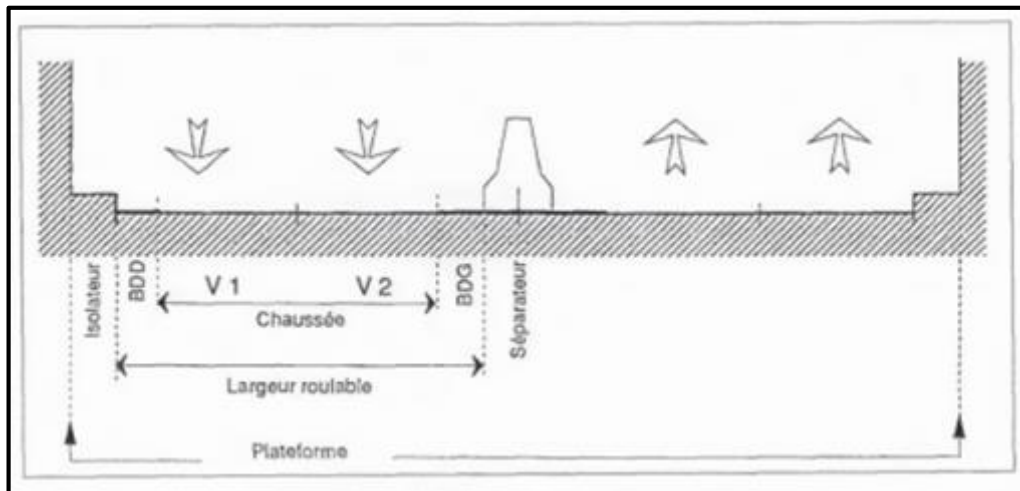 Isolateur
BDD
V 1
V 2
BDG
Séparateur
Chaussée
Largeur roulable
Plateforme